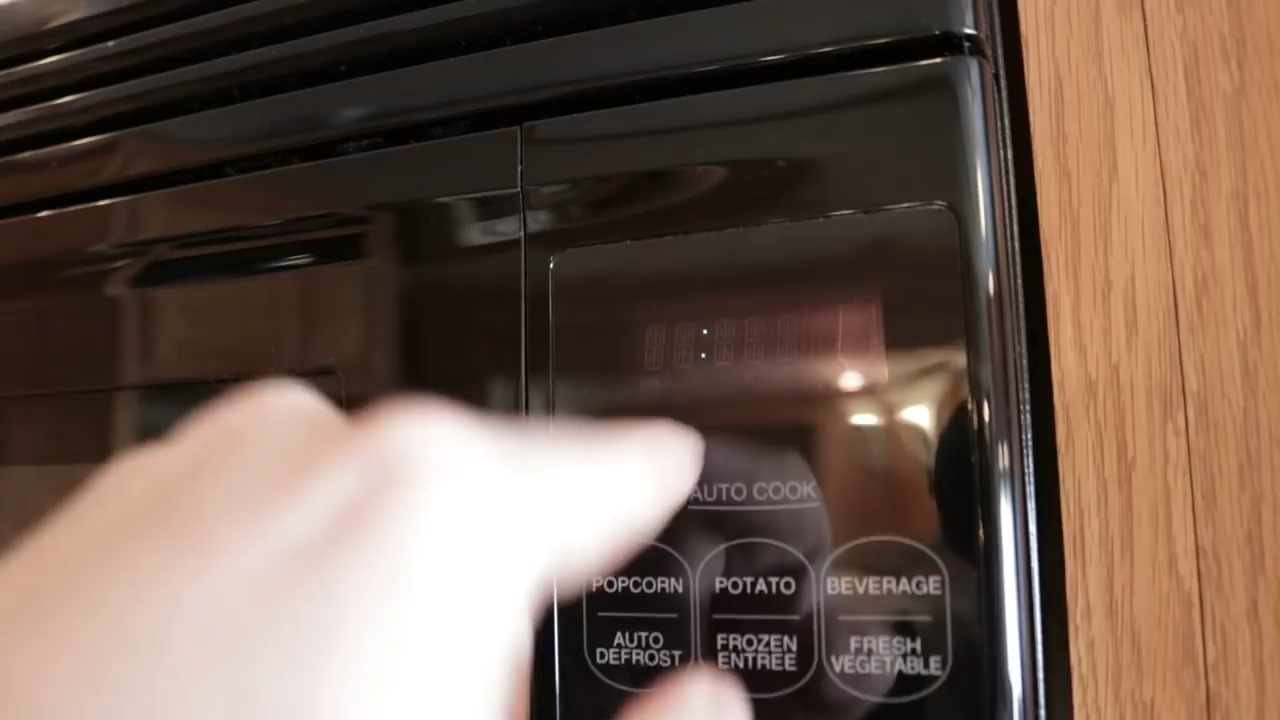 :
AUTO COOK
POPCORN POTATO BEVERAGE
AUTO DEFROST FROZEN ENTREE FRESH VEGETABLE